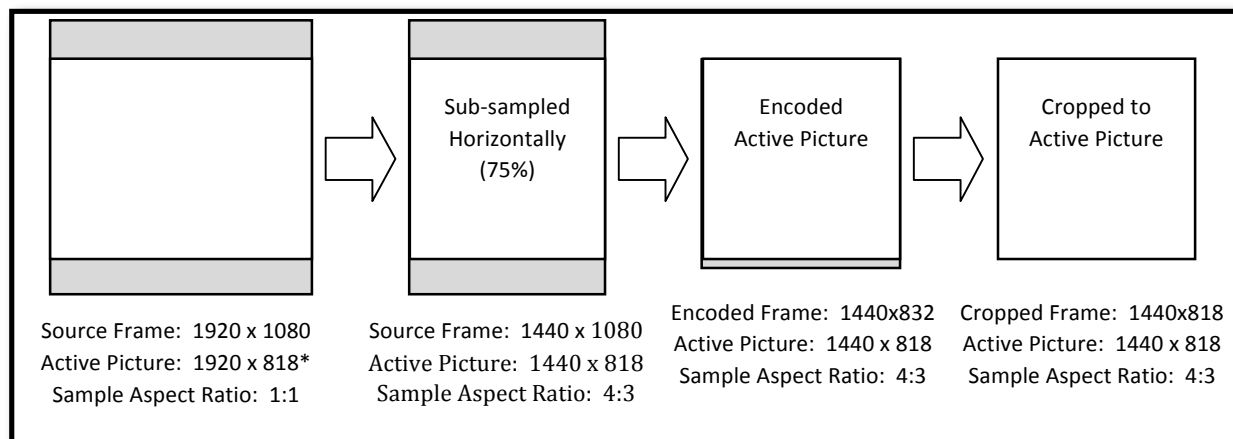 Sub-sampled
Horizontally
(75%)
Encoded
Active Picture
Cropped to
Active Picture
Source Frame: 1920 x 1080
Active Picture: 1920 x 818*
Sample Aspect Ratio: 1:1
Source Frame: 1440 x 1080
Active Picture: 1440 x 818
Sample Aspect Ratio: 4:3
Encoded Frame: 1440x832
Active Picture: 1440 x 818
Sample Aspect Ratio: 4:3
Cropped Frame: 1440x818
Active Picture: 1440 x 818
Sample Aspect Ratio: 4:3